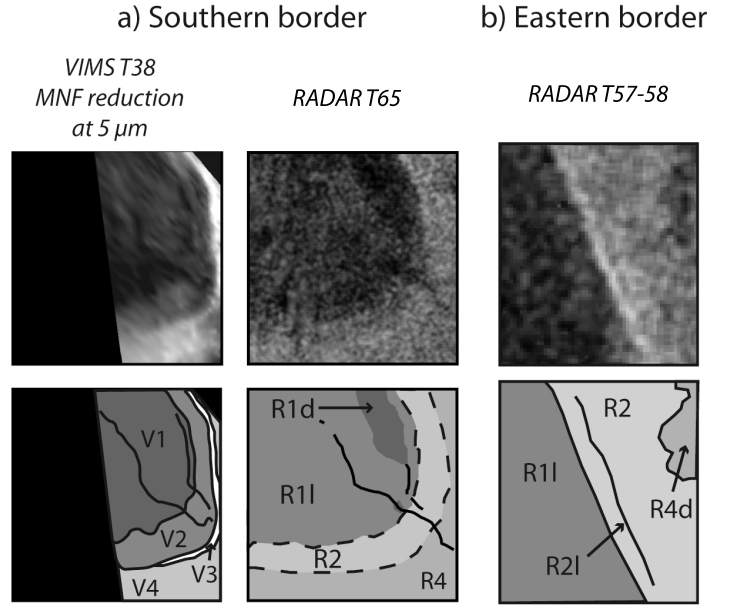 a) Southern border
b) Eastern border
VIMS T38
MNF reduction
at 5 µm
RADAR T65
RADAR T57-58
V1
V2
V3
V4
R1d
R1l
R2
R4
R2
R1l
R4d
R2l